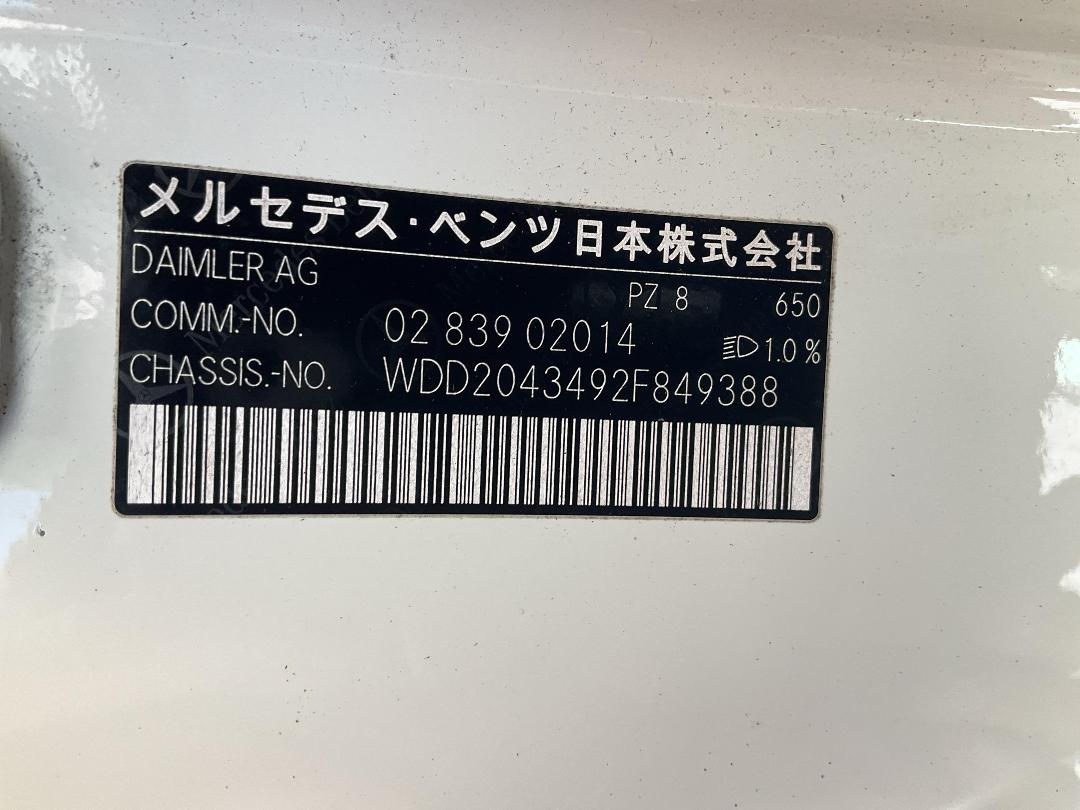 メルセデス・ベンツ日本株式会社
DAIMLER AG
PZ 8 650
COMM.-NO. 02 839 02014 1.0 %
CHASSIS.-NO. WDD2043492F849388